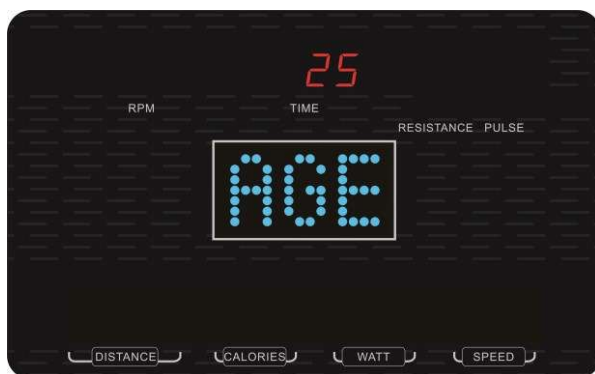 25
RPM TIME
RESISTANCE PULSE
AGE
DISTANCE CALORIES WATT SPEED